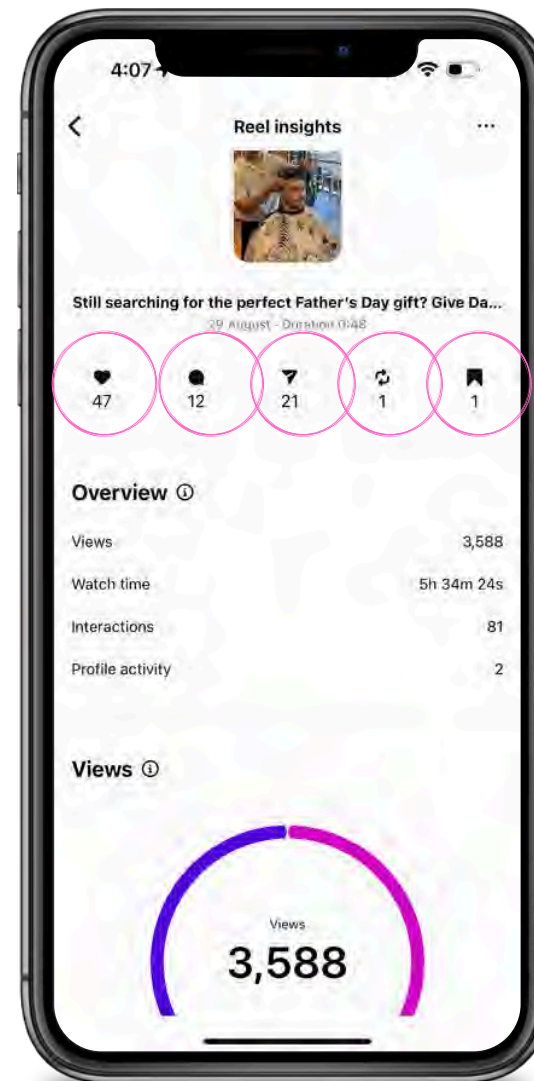 4:07
Reel insights
Still searching for the perfect Father's Day gift? Give Da...
29 August · Duration 0:48
47 12 21 1 1
Overview
Views 3,588
Watch time 5h 34m 24s
Interactions 81
Profile activity 2
Views
Views
3,588